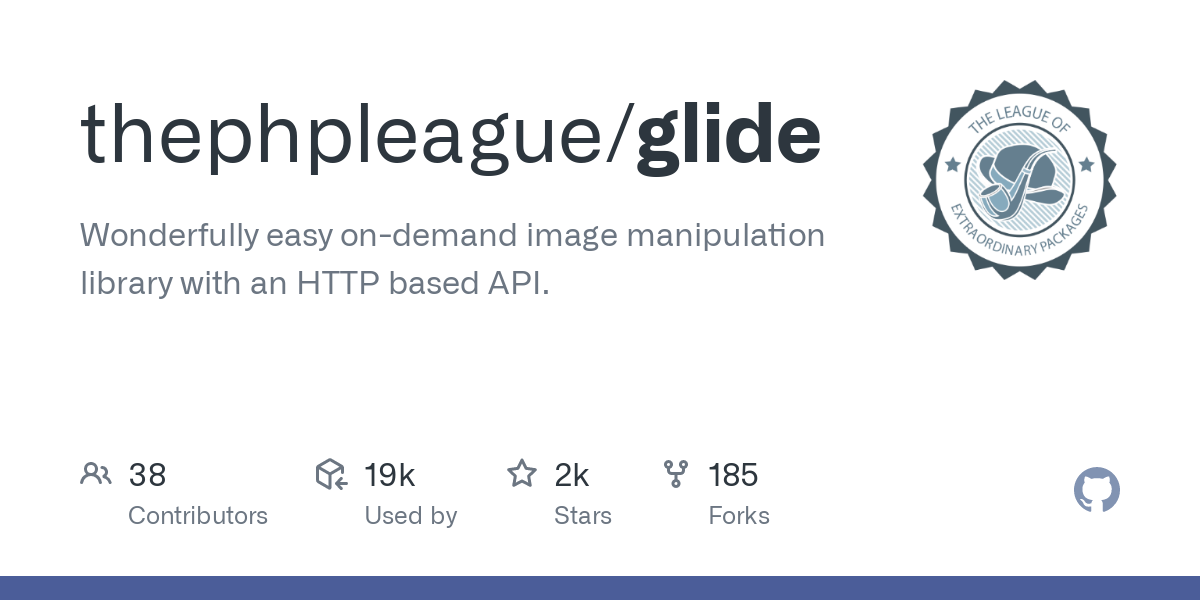 thephpleague/glide
THE LEAGUE OF
EXTRAORDINARY PACKAGES
Wonderfully easy on-demand image manipulation
library with an HTTP based API.
38
Contributors
19k
Used by
2k
Stars
185
Forks